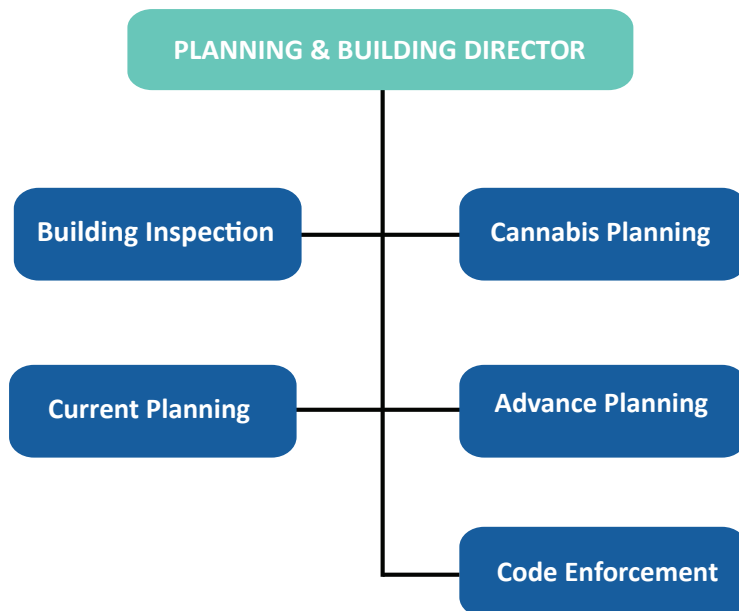 PLANNING & BUILDING DIRECTOR
Building Inspection
Cannabis Planning
Current Planning
Advance Planning
Code Enforcement